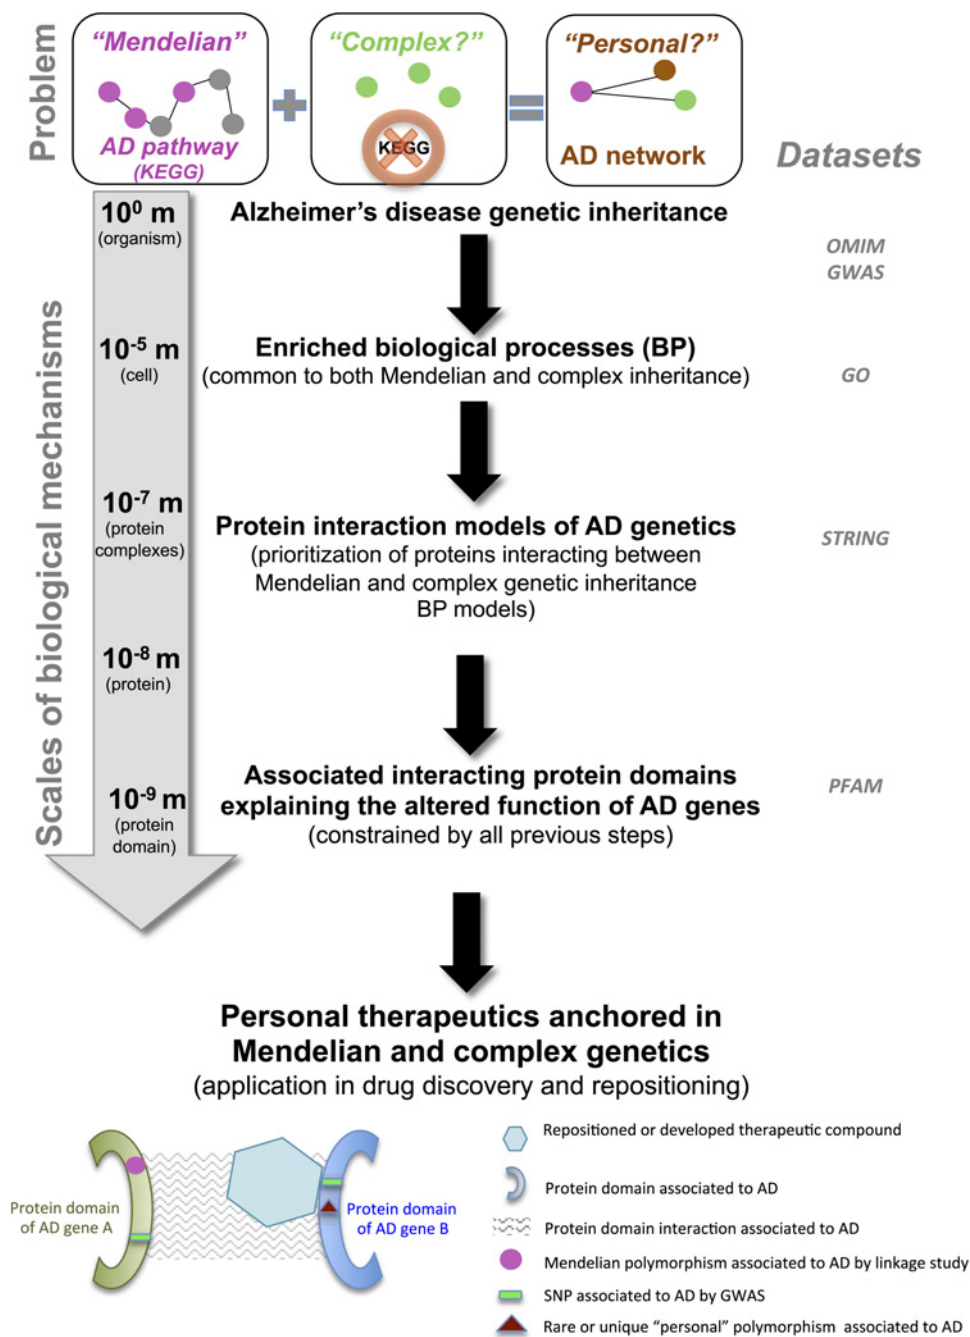 Problem
"Mendelian"
AD pathway
(KEGG)
"Complex?"
KEGG
"Personal?"
AD network
Datasets
Scales of biological mechanisms
10⁰ m
(organism)
Alzheimer's disease genetic inheritance
OMIM
GWAS
10⁻⁵ m
(cell)
Enriched biological processes (BP)
(common to both Mendelian and complex inheritance)
GO
10⁻⁷ m
(protein
complexes)
Protein interaction models of AD genetics
(prioritization of proteins interacting between
Mendelian and complex genetic inheritance
BP models)
STRING
10⁻⁸ m
(protein)
10⁻⁹ m
(protein
domain)
Associated interacting protein domains
explaining the altered function of AD genes
(constrained by all previous steps)
PFAM
Personal therapeutics anchored in
Mendelian and complex genetics
(application in drug discovery and repositioning)
Protein domain
of AD gene A
Protein domain
of AD gene B
Repositioned or developed therapeutic compound
Protein domain associated to AD
Protein domain interaction associated to AD
Mendelian polymorphism associated to AD by linkage study
SNP associated to AD by GWAS
Rare or unique "personal" polymorphism associated to AD